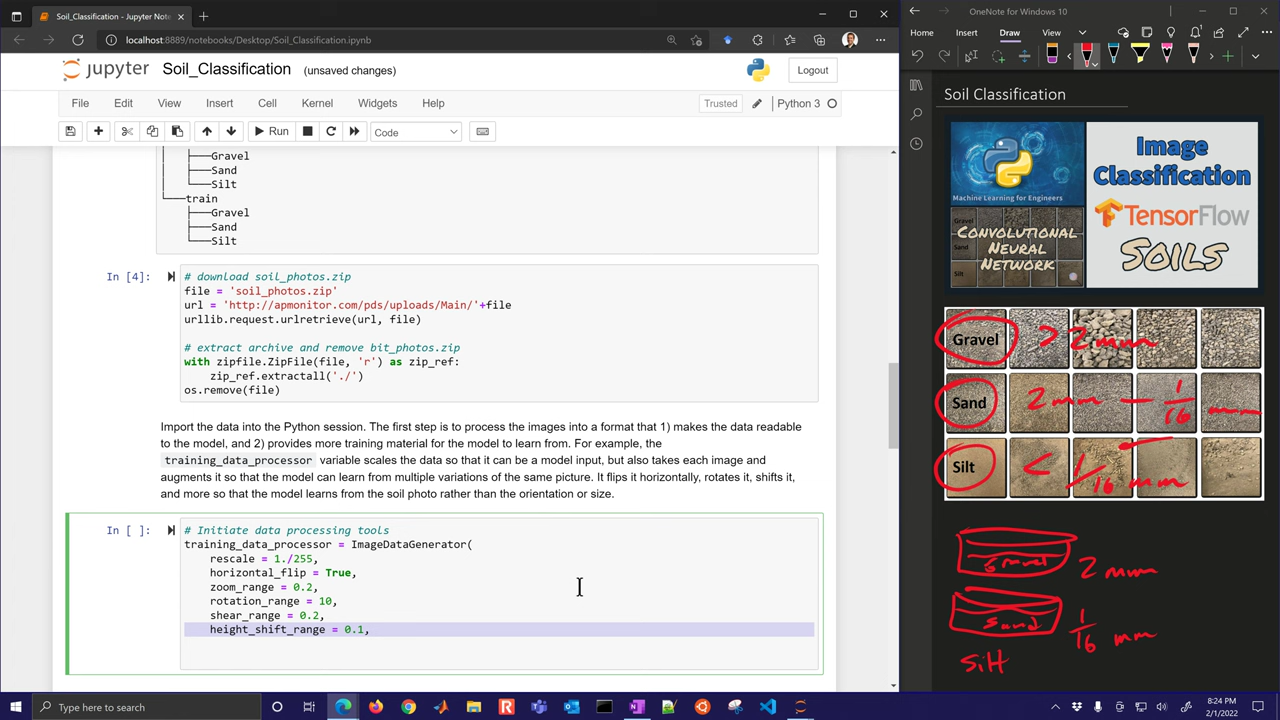 Soil_Classification - Jupyter Not
localhost:8889/notebooks/Desktop/Soil_Classification.ipynb
jupyter Soil_Classification (unsaved changes)
Logout
File Edit View Insert Cell Kernel Widgets Help
Trusted
Python 3
Run
Code
│ ├───Gravel
│ ├───Sand
│ └───Silt
└───train
├───Gravel
├───Sand
└───Silt
In [4]:
# download soil_photos.zip
file = 'soil_photos.zip'
url = 'http://apmonitor.com/pds/uploads/Main/'+file
urllib.request.urlretrieve(url, file)
# extract archive and remove bit_photos.zip
with zipfile.ZipFile(file, 'r') as zip_ref:
zip_ref.extractall('./')
os.remove(file)
Import the data into the Python session. The first step is to process the images into a format that 1) makes the data readable
to the model, and 2) provides more training material for the model to learn from. For example, the
training_data_processor variable scales the data so that it can be a model input, but also takes each image and
augments it so that the model can learn from multiple variations of the same picture. It flips it horizontally, rotates it, shifts it,
and more so that the model learns from the soil photo rather than the orientation or size.
In [ ]:
# Initiate data processing tools
training_data_processor = ImageDataGenerator(
rescale = 1./255,
horizontal_flip = True,
zoom_range = 0.2,
rotation_range = 10,
shear_range = 0.2,
height_shift_range = 0.1,
OneNote for Windows 10
Home Insert Draw View
Soil Classification
Machine Learning for Engineers
Gravel
Sand
Silt
Convolutional
Neural
Network
Image
Classification
TensorFlow
Soils
Gravel > 2mm
Sand 2mm – 1/16 mm
Silt < 1/16 mm
Gravel 2 mm
Sand 1/16 mm
Silt
Type here to search
8:24 PM
2/1/2022